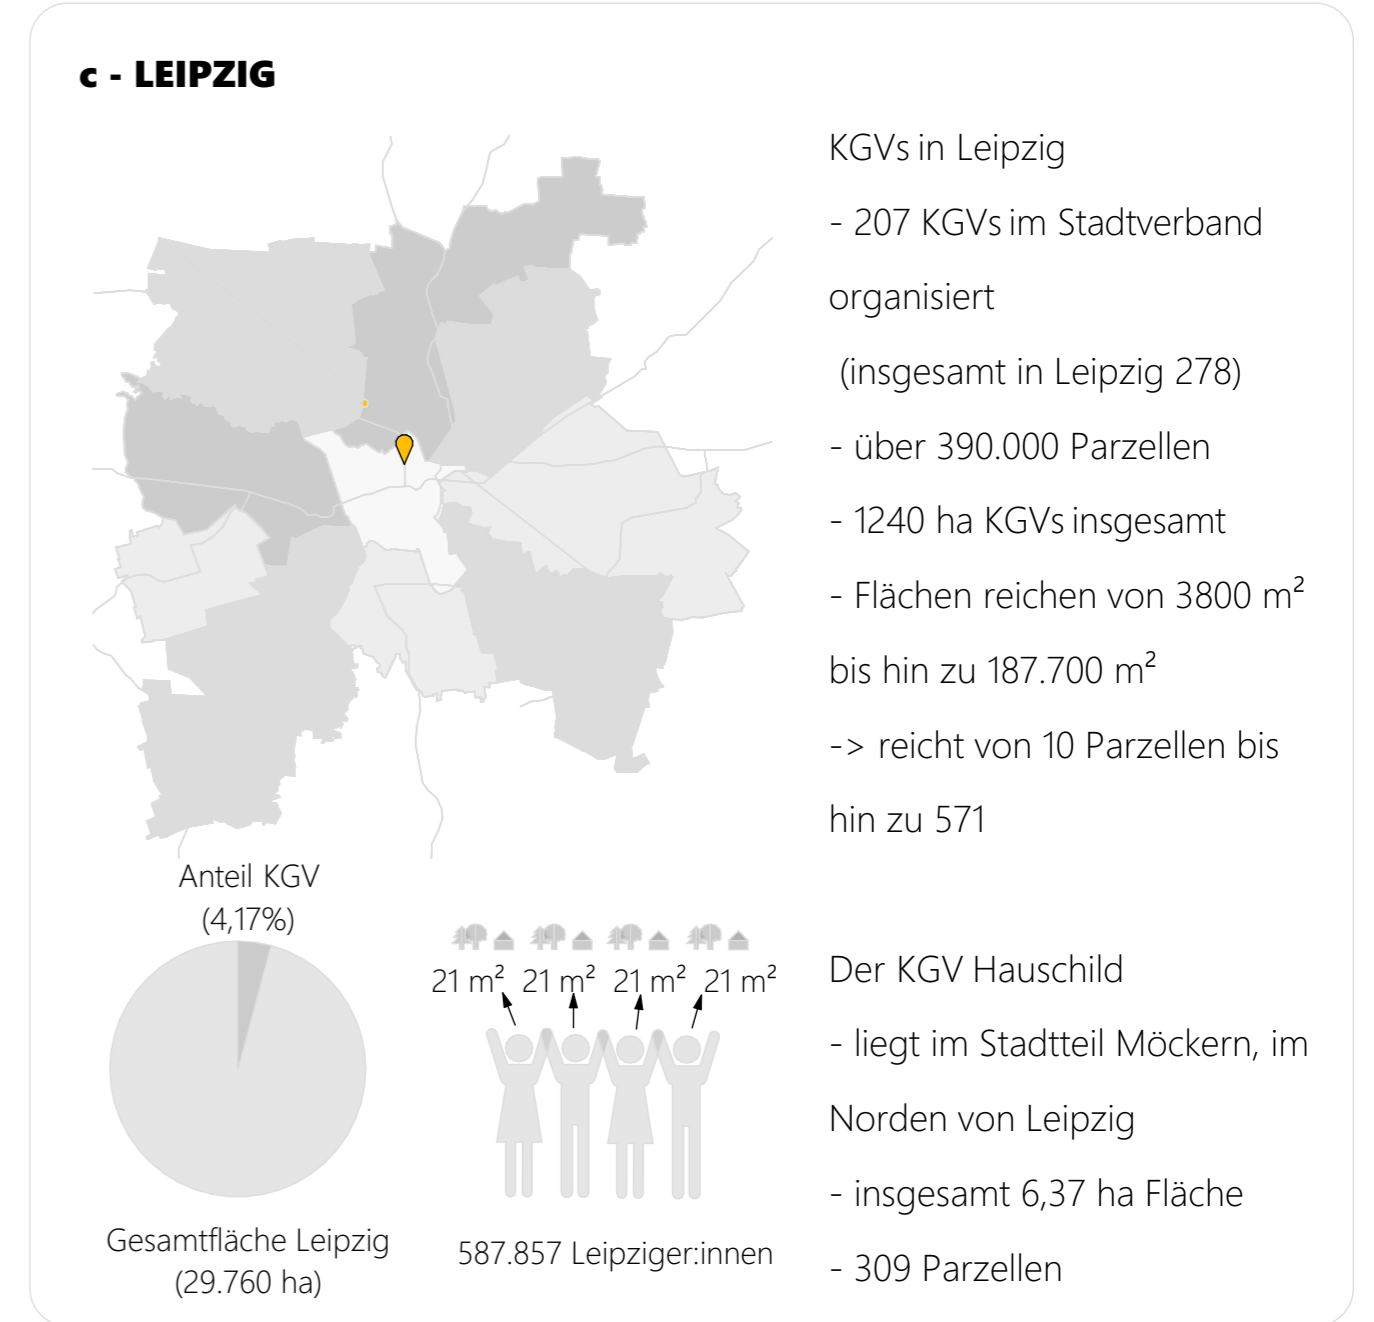 c - LEIPZIG
KGVs in Leipzig
- 207 KGVs im Stadtverband
organisiert
(insgesamt in Leipzig 278)
- über 390.000 Parzellen
- 1240 ha KGVs insgesamt
- Flächen reichen von 3800 m²
bis hin zu 187.700 m²
-> reicht von 10 Parzellen bis
hin zu 571
Anteil KGV
(4,17%)
Gesamtfläche Leipzig
(29.760 ha)
21 m² 21 m² 21 m² 21 m²
587.857 Leipziger:innen
Der KGV Hauschild
- liegt im Stadtteil Möckern, im
Norden von Leipzig
- insgesamt 6,37 ha Fläche
- 309 Parzellen